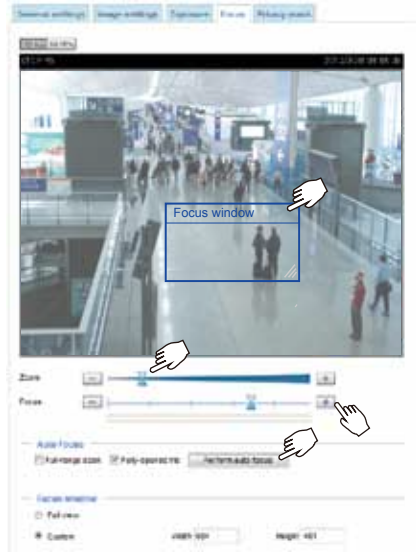 General settings Image settings Exposure Focus Privacy mask
Focus window
Zoom
Focus
Auto Focus
Full-range scan Fully-opened iris Perform auto focus
Focus window
Full view
Custom Width Height